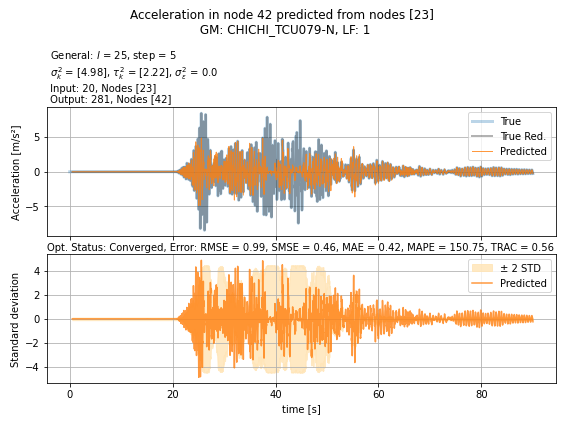 Acceleration in node 42 predicted from nodes [23]
GM: CHICHI_TCU079-N, LF: 1
General: l = 25, step = 5
σ²ₖ = [4.98], τ²ₖ = [2.22], σ²ε = 0.0
Input: 20, Nodes [23]
Output: 281, Nodes [42]
Acceleration [m/s²]
5
0
−5
True
True Red.
Predicted
Opt. Status: Converged, Error: RMSE = 0.99, SMSE = 0.46, MAE = 0.42, MAPE = 150.75, TRAC = 0.56
Standard deviation
4
2
0
−2
−4
± 2 STD
Predicted
0 20 40 60 80
time [s]